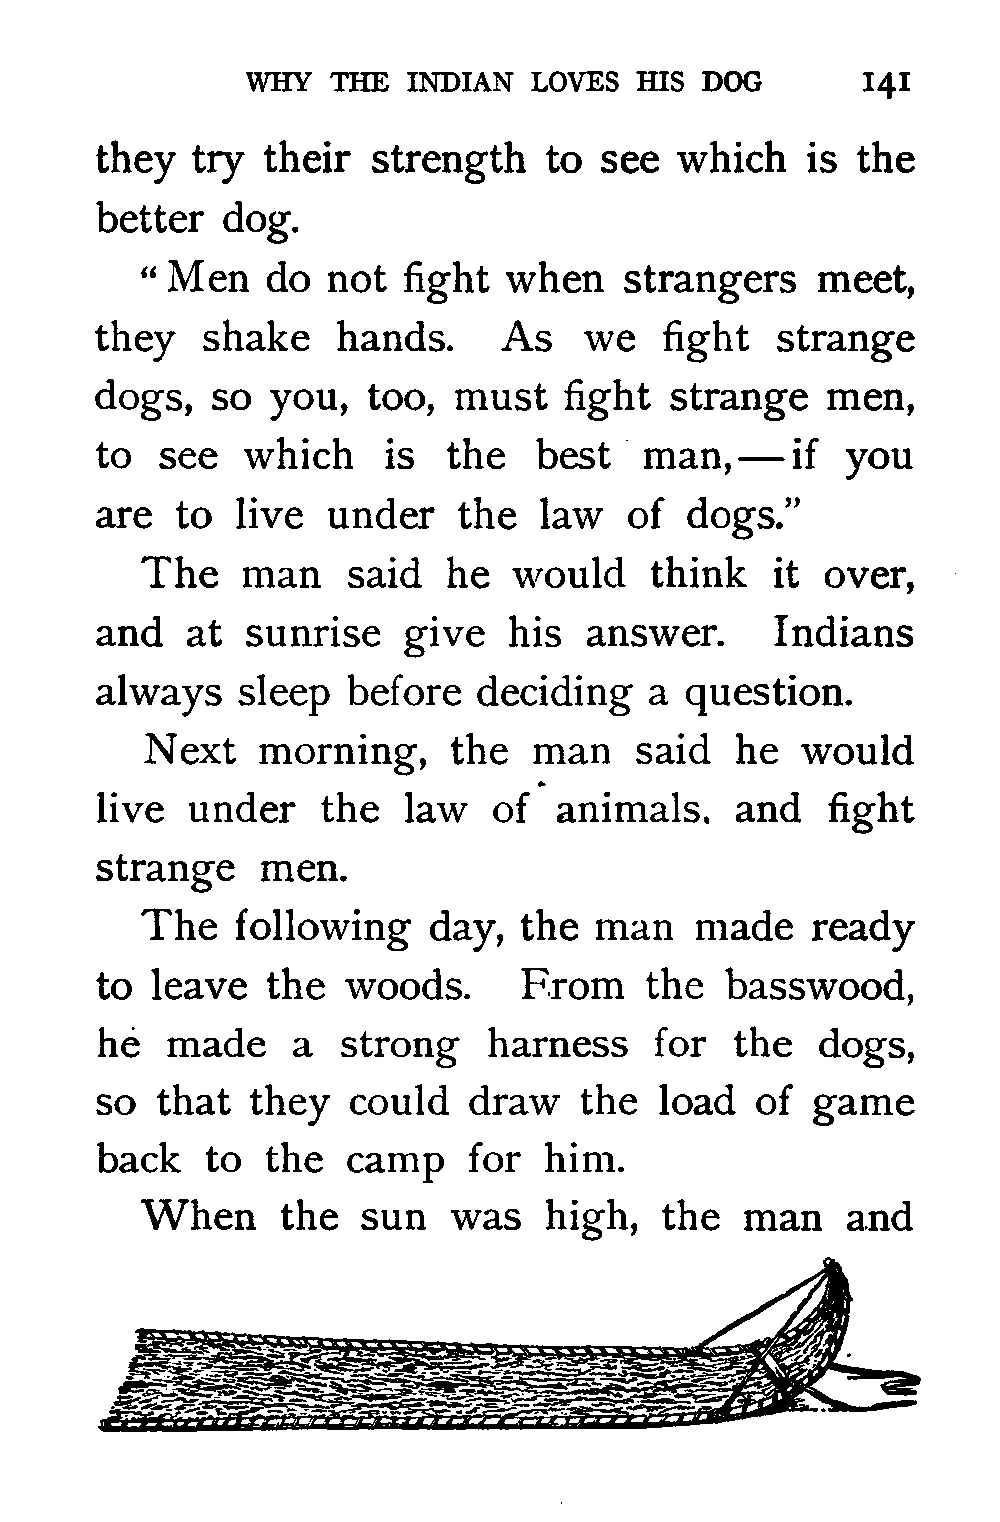 WHY THE INDIAN LOVES HIS DOG 141
they try their strength to see which is the
better dog.
“ Men do not fight when strangers meet,
they shake hands. As we fight strange
dogs, so you, too, must fight strange men,
to see which is the best man,—if you
are to live under the law of dogs.”
The man said he would think it over,
and at sunrise give his answer. Indians
always sleep before deciding a question.
Next morning, the man said he would
live under the law of animals. and fight
strange men.
The following day, the man made ready
to leave the woods. From the basswood,
he made a strong harness for the dogs,
so that they could draw the load of game
back to the camp for him.
When the sun was high, the man and